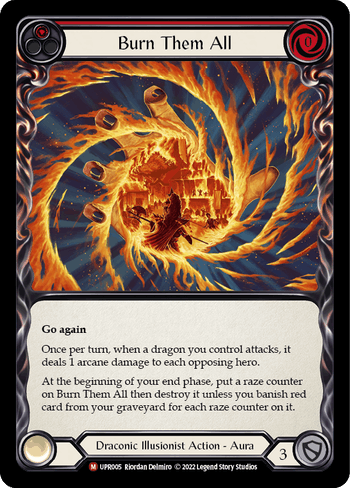 Burn Them All
0
Go again
Once per turn, when a dragon you control attacks, it
deals 1 arcane damage to each opposing hero.
At the beginning of your end phase, put a raze counter
on Burn Them All then destroy it unless you banish red
card from your graveyard for each raze counter on it.
Draconic Illusionist Action - Aura
3
M UPR005 Riordan Delmiro © 2022 Legend Story Studios